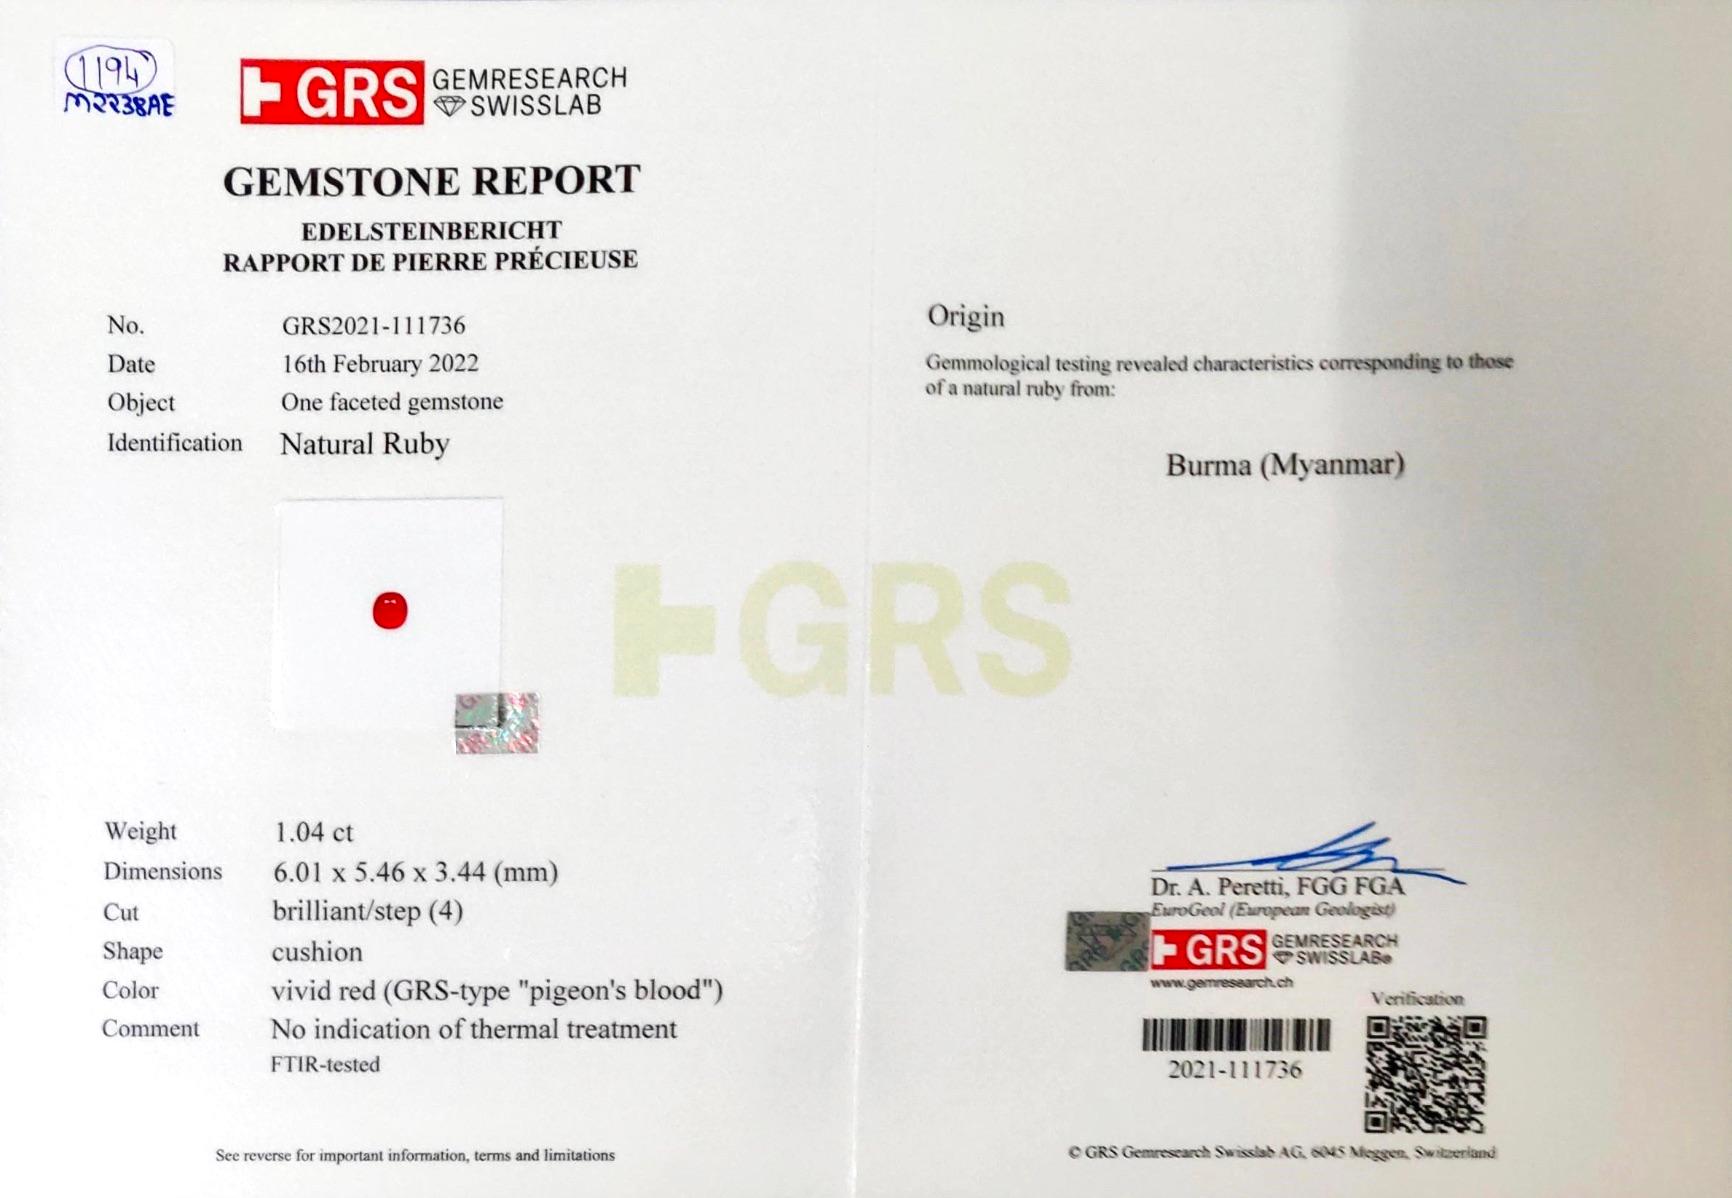 1194
M2238AE
GRS GEMRESEARCH SWISSLAB
GEMSTONE REPORT
EDELSTEINBERICHT
RAPPORT DE PIERRE PRÉCIEUSE
No. GRS2021-111736
Date 16th February 2022
Object One faceted gemstone
Identification Natural Ruby
Weight 1.04 ct
Dimensions 6.01 x 5.46 x 3.44 (mm)
Cut brilliant/step (4)
Shape cushion
Color vivid red (GRS-type "pigeon's blood")
Comment No indication of thermal treatment
FTIR-tested
See reverse for important information, terms and limitations
GRS
Origin
Gemmological testing revealed characteristics corresponding to those
of a natural ruby from:
Burma (Myanmar)
Dr. A. Peretti, FGG FGA
EuroGeol (European Geologist)
GRS GEMRESEARCH SWISSLAB®
www.gemresearch.ch
Verification
2021-111736
© GRS Gemresearch Swisslab AG, 6045 Meggen, Switzerland